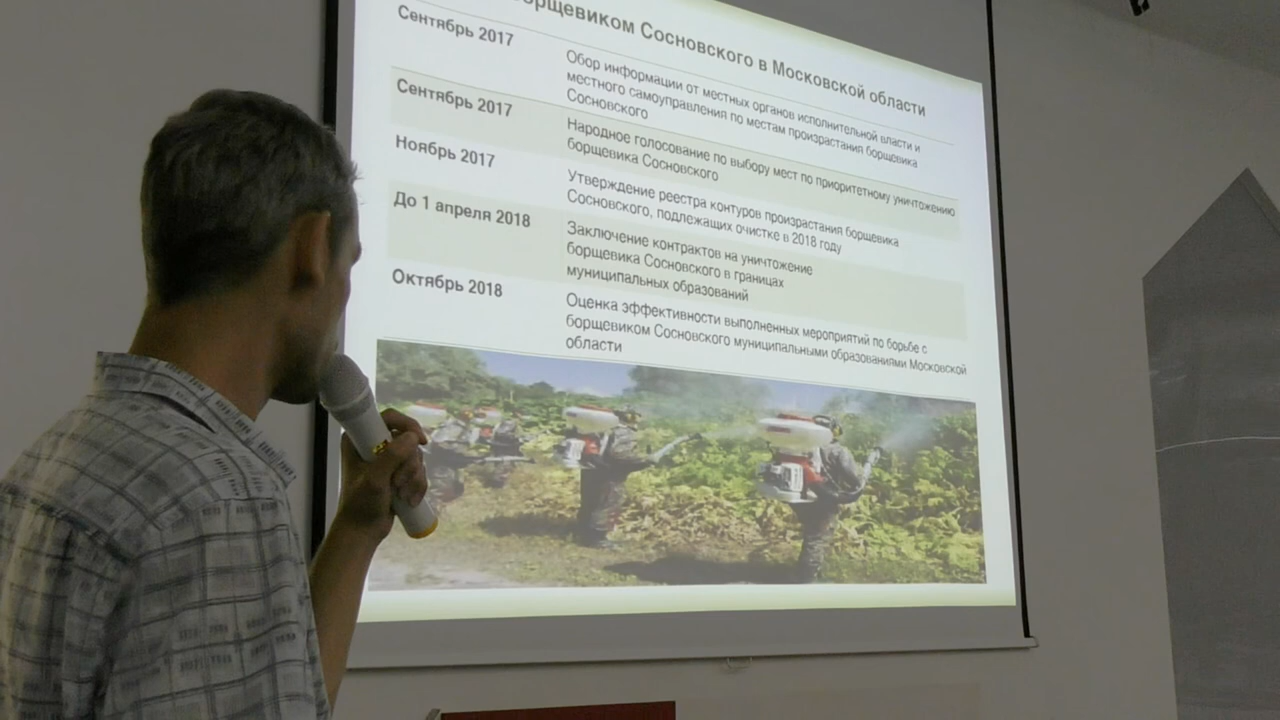 борщевиком Сосновского в Московской области
Сентябрь 2017
Обор информации от местных органов исполнительной власти и
местного самоуправления по местам произрастания борщевика
Сосновского
Сентябрь 2017
Народное голосование по выбору мест по приоритетному уничтожению
борщевика Сосновского
Ноябрь 2017
Утверждение реестра контуров произрастания борщевика
Сосновского, подлежащих очистке в 2018 году
До 1 апреля 2018
Заключение контрактов на уничтожение
борщевика Сосновского в границах
муниципальных образований
Октябрь 2018
Оценка эффективности выполненных мероприятий по борьбе с
борщевиком Сосновского муниципальными образованиями Московской
области